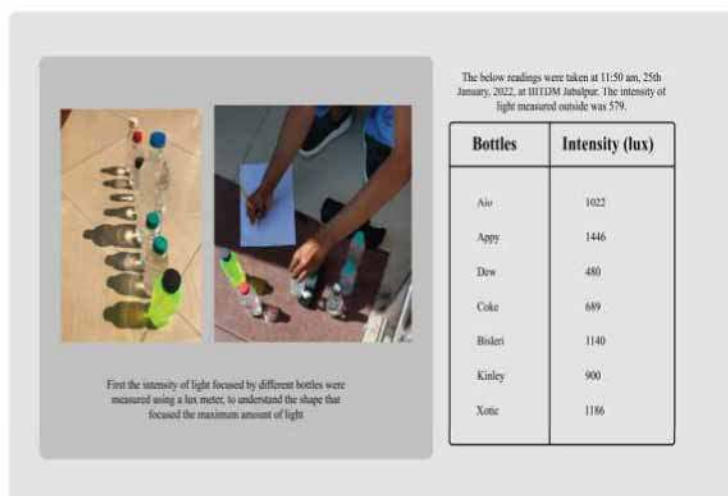 The below readings were taken at 11:50 am, 25th
January, 2022, at IIITDM Jabalpur. The intensity of
light measured outside was 579.
Bottles Intensity (lux)
Aio 1022
Appy 1446
Dew 480
Coke 689
Bisleri 1140
Kinley 900
Xotic 1186
First the intensity of light focused by different bottles were
measured using a lux meter, to understand the shape that
focused the maximum amount of light